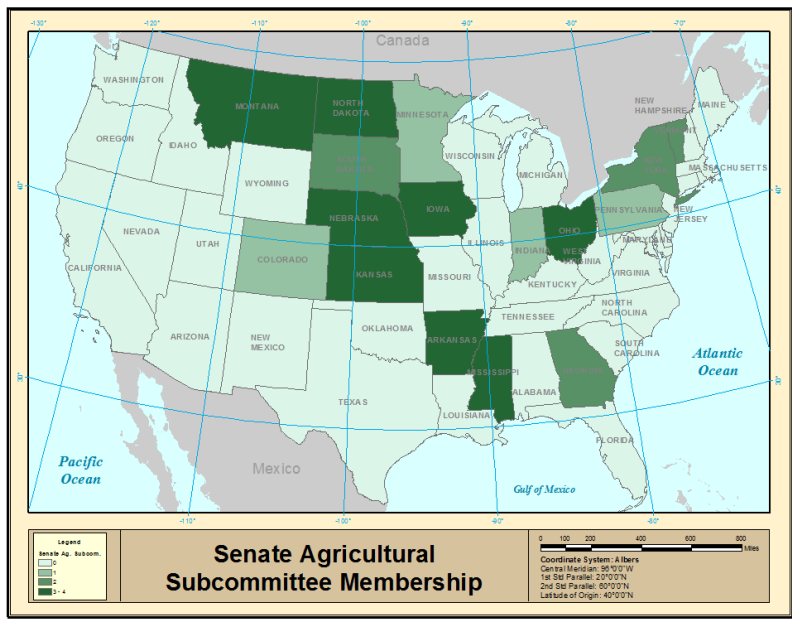 -130°
-120°
-110°
-100°
-90°
-80°
-70°
Canada
WASHINGTON
MONTANA
NORTH
DAKOTA
MINNESOTA
NEW
HAMPSHIRE
MAINE
OREGON
IDAHO
WISCONSIN
MICHIGAN
MASSACHUSETTS
WYOMING
40°
40°
NEBRASKA
IOWA
PENNSYLVANIA
NEW
JERSEY
NEVADA
UTAH
COLORADO
KANSAS
ILLINOIS
INDIANA
OHIO
WEST
VIRGINIA
MARYLAND
CALIFORNIA
MISSOURI
KENTUCKY
VIRGINIA
ARIZONA
NEW
MEXICO
OKLAHOMA
ARKANSAS
TENNESSEE
NORTH
CAROLINA
SOUTH
CAROLINA
Atlantic
Ocean
30°
30°
TEXAS
MISSISSIPPI
ALABAMA
LOUISIANA
FLORIDA
Pacific
Ocean
Mexico
Gulf of Mexico
-110°
-100°
-90°
-80°
Legend
Senate Ag. Subcom.
0
1
2
3 - 4
Senate Agricultural
Subcommittee Membership
0 100 200 400 600 800
Miles
Coordinate System: Albers
Central Meridian: 96°0'0"W
1st Std Parallel: 20°0'0"N
2nd Std Parallel: 60°0'0"N
Latitude of Origin: 40°0'0"N